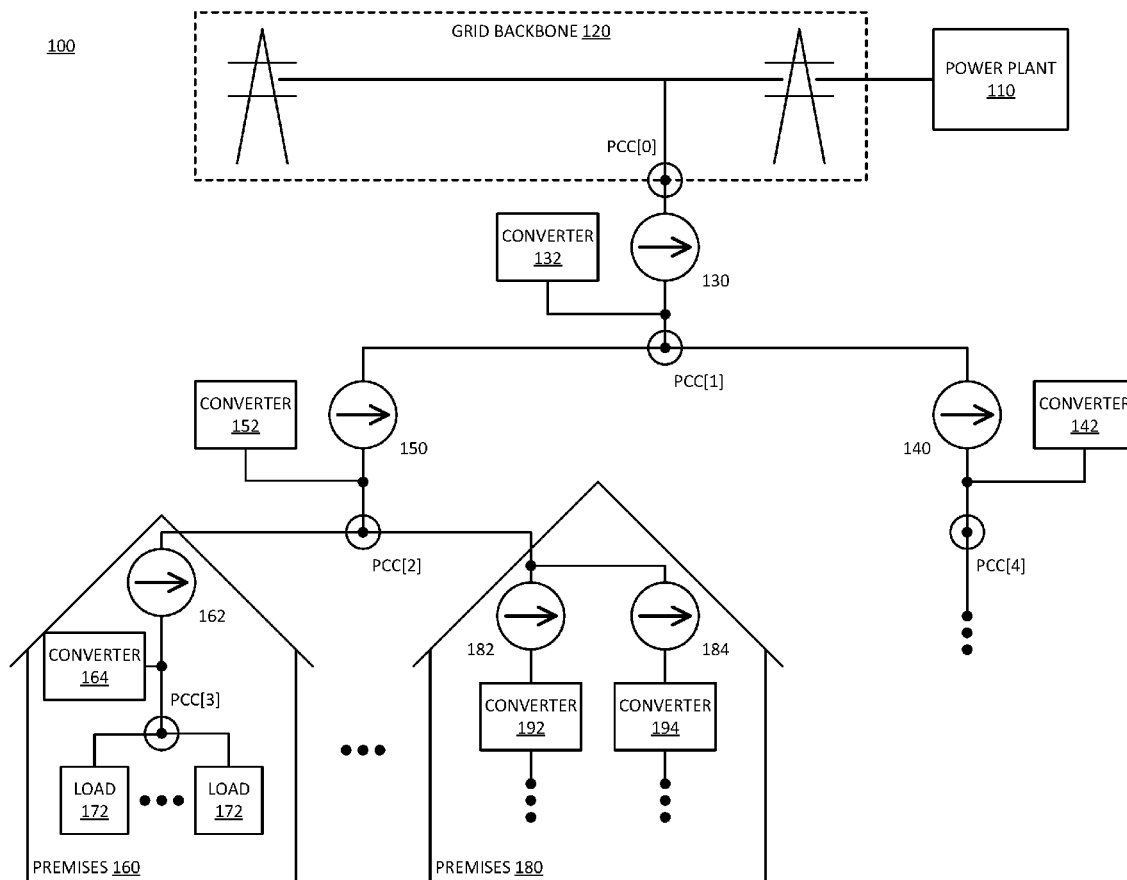 100
GRID BACKBONE 120
POWER PLANT
110
PCC[0]
CONVERTER
132
130
PCC[1]
CONVERTER
152
150
140
CONVERTER
142
PCC[2]
PCC[4]
162
CONVERTER
164
PCC[3]
182
184
CONVERTER
192
CONVERTER
194
LOAD
172
LOAD
172
PREMISES 160
PREMISES 180